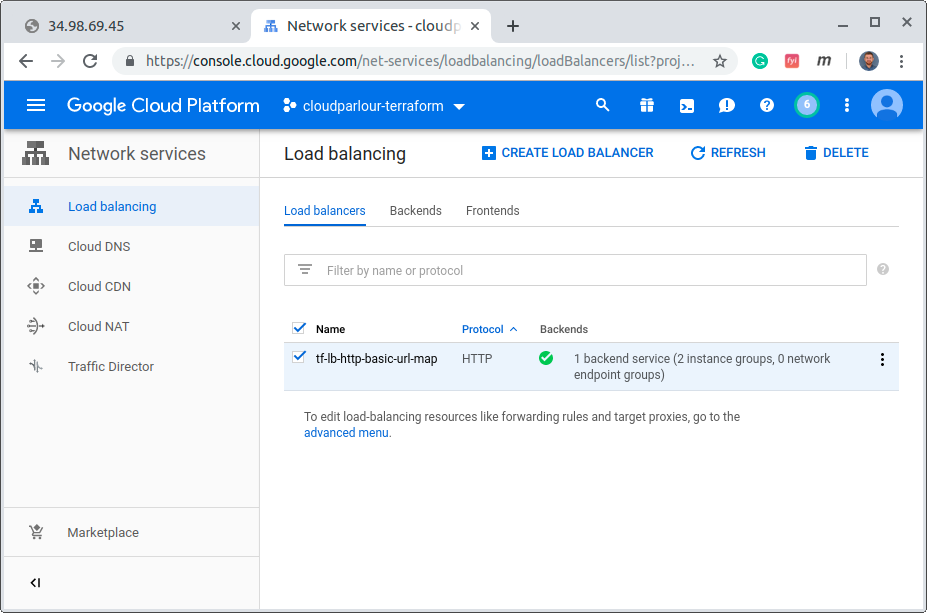 34.98.69.45
Network services - cloudp
https://console.cloud.google.com/net-services/loadbalancing/loadBalancers/list?proj...
fyi
m
Google Cloud Platform
cloudparlour-terraform
6
Network services
Load balancing
CREATE LOAD BALANCER
REFRESH
DELETE
Load balancing
Cloud DNS
Cloud CDN
Cloud NAT
Traffic Director
Marketplace
Load balancers
Backends
Frontends
Filter by name or protocol
Name
Protocol
Backends
tf-lb-http-basic-url-map
HTTP
1 backend service (2 instance groups, 0 network
endpoint groups)
To edit load-balancing resources like forwarding rules and target proxies, go to the
advanced menu.